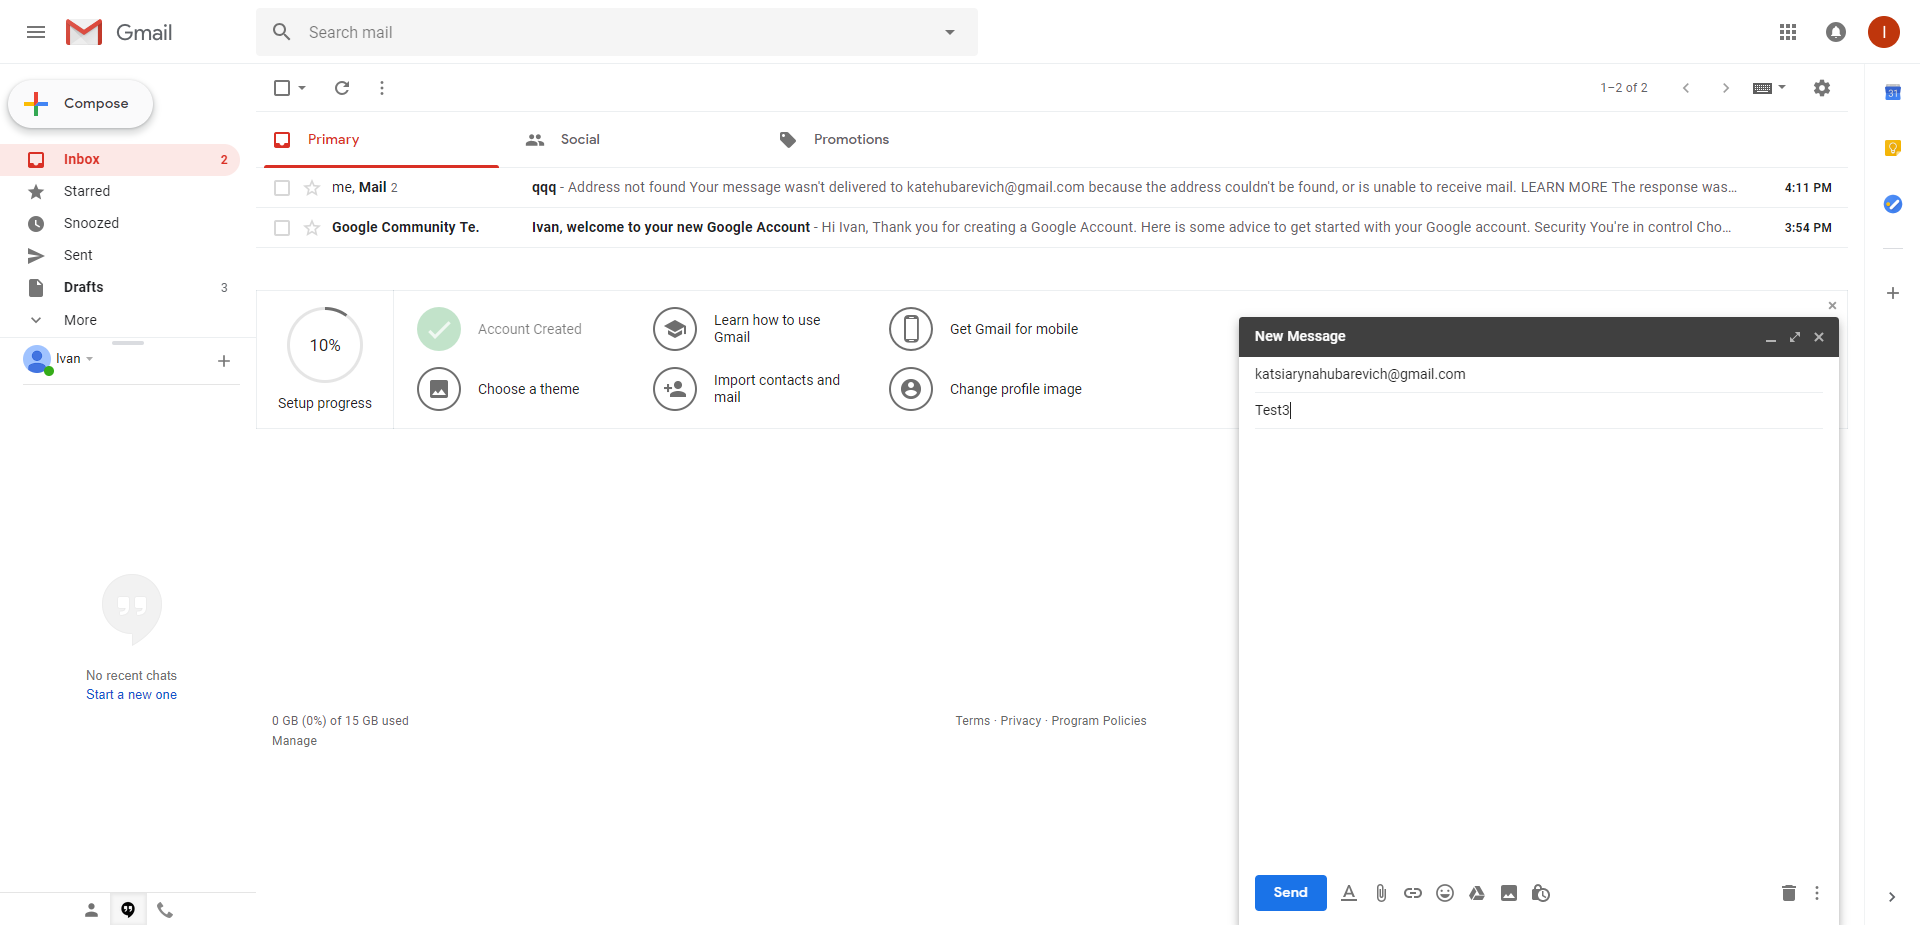 Gmail
Search mail
I
Compose
1–2 of 2
31
Primary
Social
Promotions
Inbox 2
Starred
Snoozed
Sent
Drafts 3
More
Ivan
me, Mail 2 qqq - Address not found Your message wasn't delivered to katehubarevich@gmail.com because the address couldn't be found, or is unable to receive mail. LEARN MORE The response was... 4:11 PM
Google Community Te. Ivan, welcome to your new Google Account - Hi Ivan, Thank you for creating a Google Account. Here is some advice to get started with your Google account. Security You're in control Cho... 3:54 PM
10%
Setup progress
Account Created
Learn how to use
Gmail
Get Gmail for mobile
Choose a theme
Import contacts and
mail
Change profile image
New Message
katsiarynahubarevich@gmail.com
Test3
Send
No recent chats
Start a new one
0 GB (0%) of 15 GB used
Manage
Terms · Privacy · Program Policies